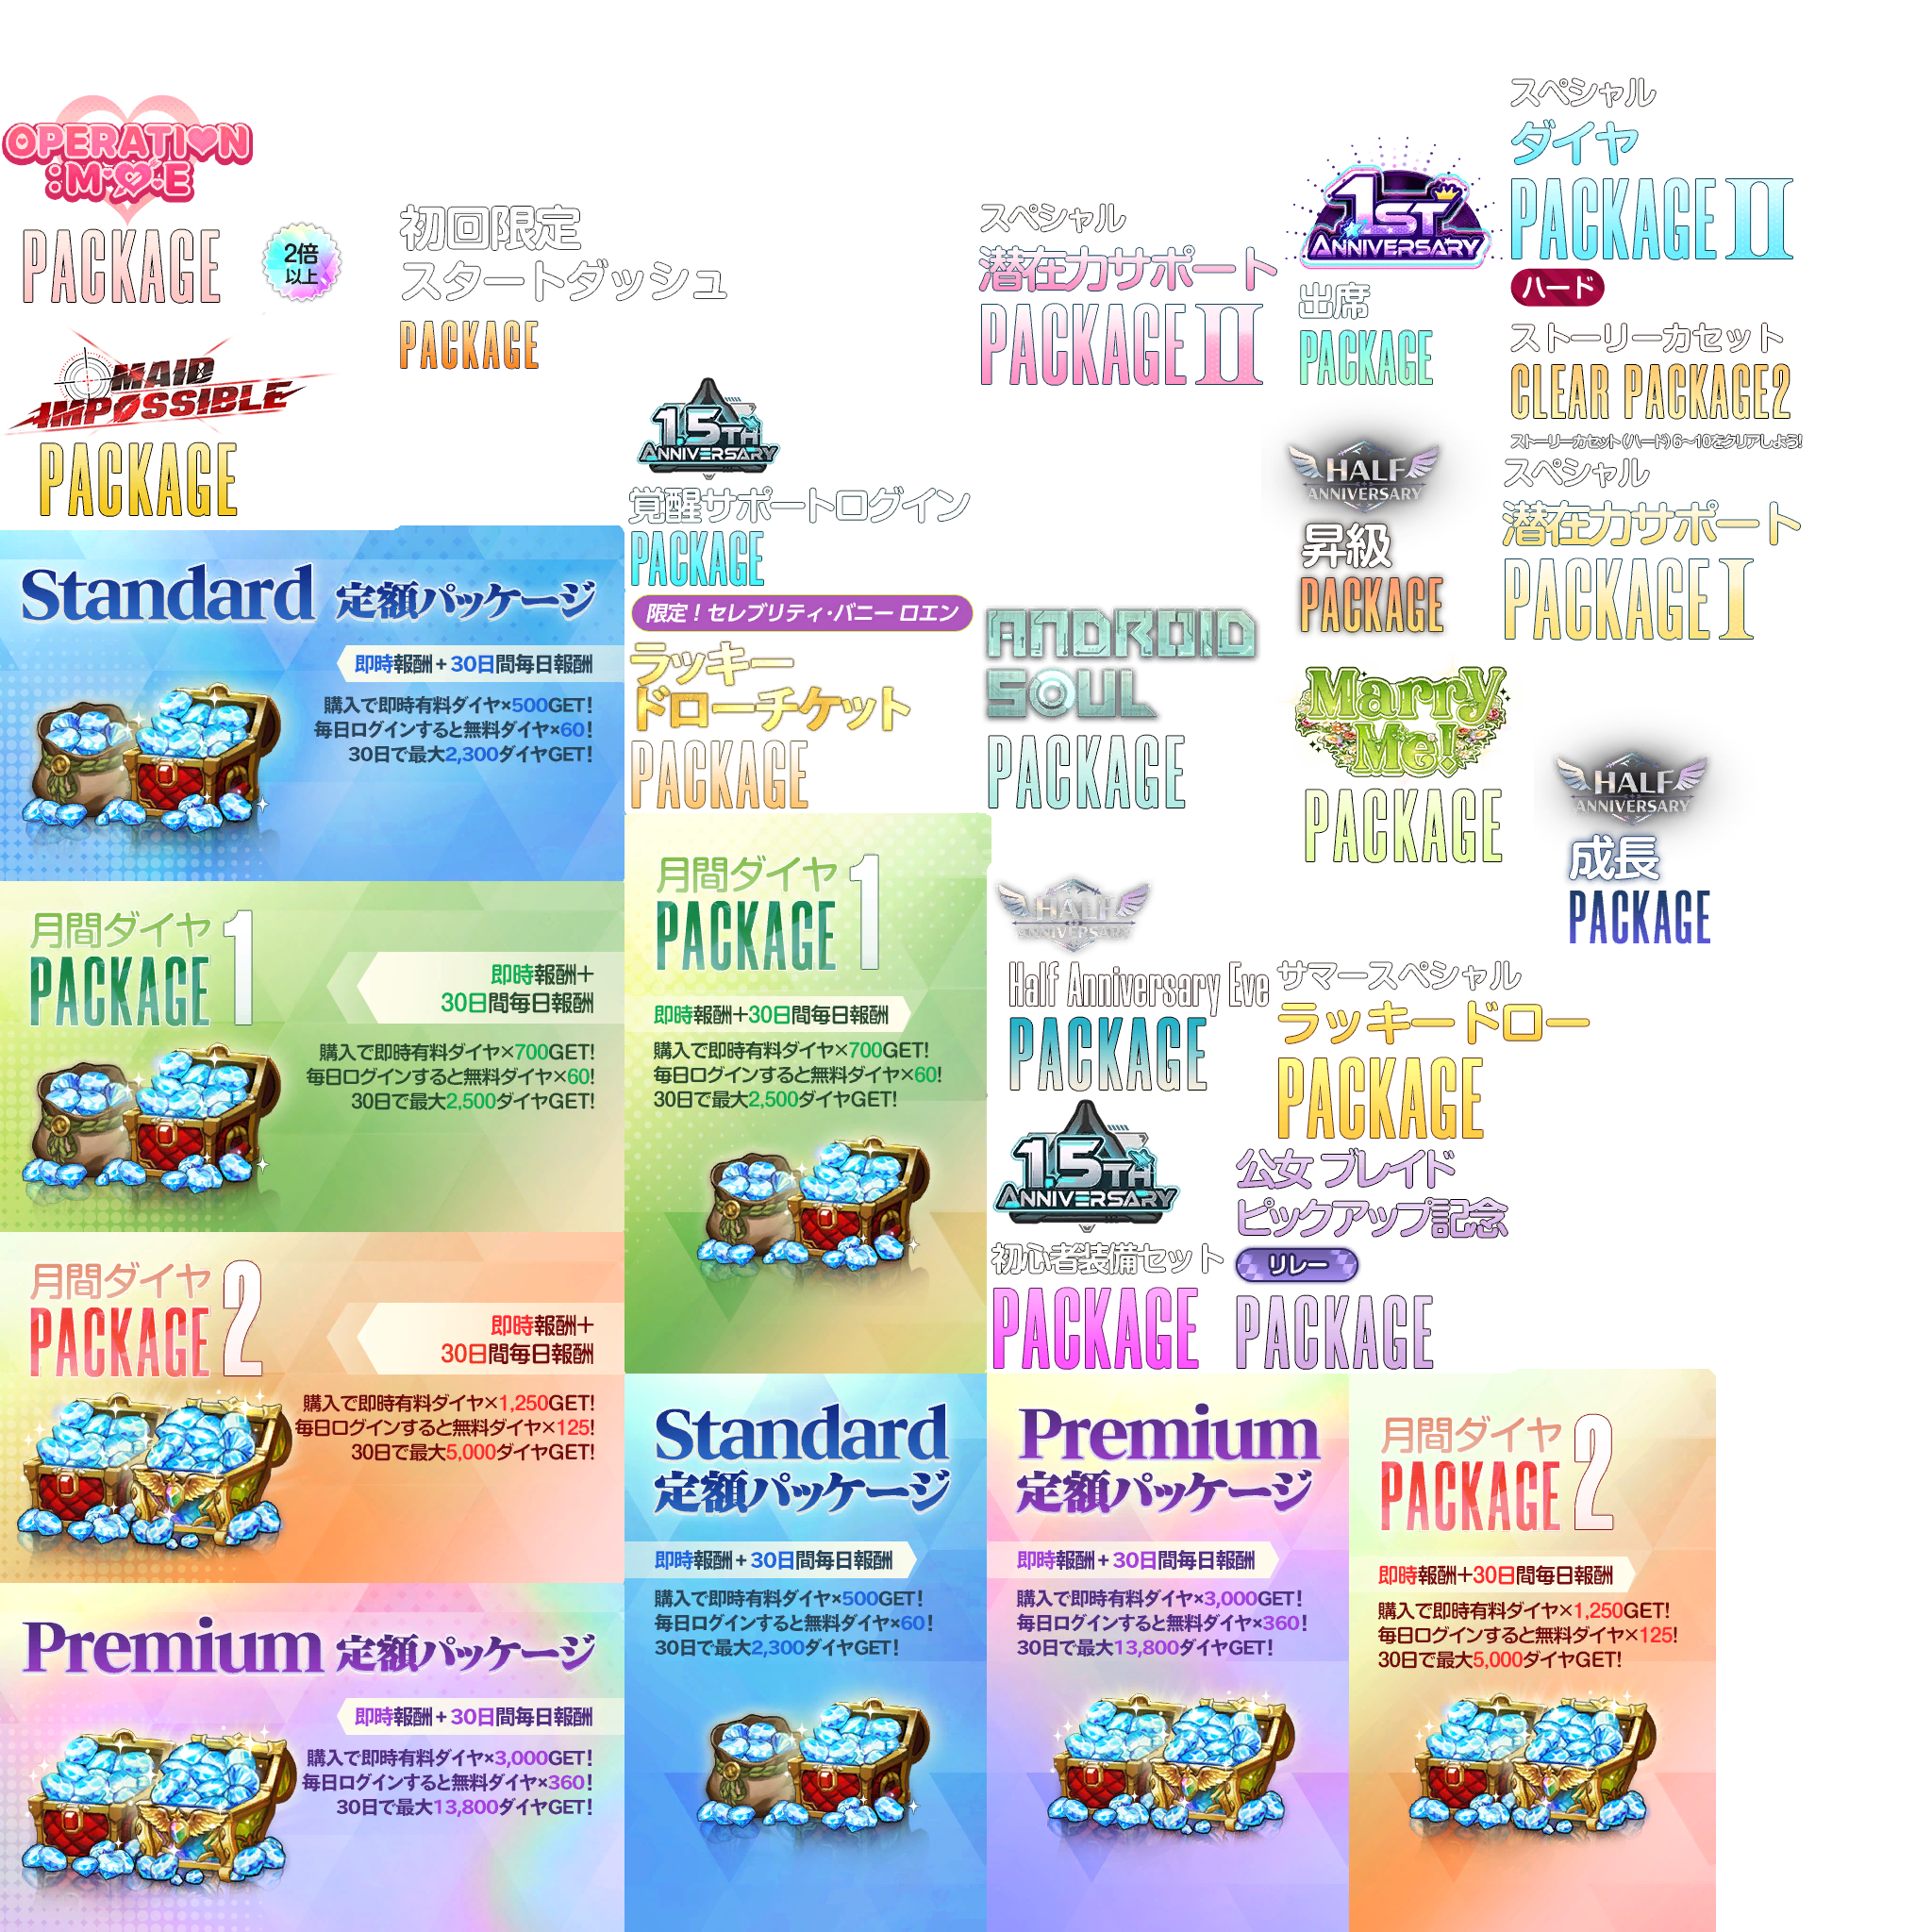 OPERATION
:MOE
PACKAGE
2倍
以上
MAID
IMPOSSIBLE
PACKAGE
初回限定
スタートダッシュ
PACKAGE
1.5TH
ANNIVERSARY
覚醒サポートログイン
PACKAGE
限定！セレブリティ・バニー ロエン
ラッキー
ドローチケット
PACKAGE
スペシャル
潜在力サポート
PACKAGE II
1ST
ANNIVERSARY
出席
PACKAGE
スペシャル
ダイヤ
PACKAGE II
ハード
ストーリーカセット
CLEAR PACKAGE2
ストーリーカセット(ハード)6～10をクリアしよう!
スペシャル
潜在力サポート
PACKAGE I
HALF
ANNIVERSARY
昇級
PACKAGE
ANDROID
SOUL
PACKAGE
Marry
Me!
PACKAGE
HALF
ANNIVERSARY
成長
PACKAGE
HALF
ANNIVERSARY
Half Anniversary Eve
PACKAGE
サマースペシャル
ラッキードロー
PACKAGE
1.5TH
ANNIVERSARY
初心者装備セット
PACKAGE
公女 ブレイド
ピックアップ記念
リレー
PACKAGE
Standard 定額パッケージ
即時報酬+30日間毎日報酬
購入で即時有料ダイヤ×500GET!
毎日ログインすると無料ダイヤ×60!
30日で最大2,300ダイヤGET!
月間ダイヤ
PACKAGE 1
即時報酬+
30日間毎日報酬
購入で即時有料ダイヤ×700GET!
毎日ログインすると無料ダイヤ×60!
30日で最大2,500ダイヤGET!
月間ダイヤ
PACKAGE 2
即時報酬+
30日間毎日報酬
購入で即時有料ダイヤ×1,250GET!
毎日ログインすると無料ダイヤ×125!
30日で最大5,000ダイヤGET!
Premium 定額パッケージ
即時報酬+30日間毎日報酬
購入で即時有料ダイヤ×3,000GET!
毎日ログインすると無料ダイヤ×360!
30日で最大13,800ダイヤGET!
月間ダイヤ
PACKAGE 1
即時報酬+30日間毎日報酬
購入で即時有料ダイヤ×700GET!
毎日ログインすると無料ダイヤ×60!
30日で最大2,500ダイヤGET!
Standard
定額パッケージ
即時報酬+30日間毎日報酬
購入で即時有料ダイヤ×500GET!
毎日ログインすると無料ダイヤ×60!
30日で最大2,300ダイヤGET!
Premium
定額パッケージ
即時報酬+30日間毎日報酬
購入で即時有料ダイヤ×3,000GET!
毎日ログインすると無料ダイヤ×360!
30日で最大13,800ダイヤGET!
月間ダイヤ
PACKAGE 2
即時報酬+30日間毎日報酬
購入で即時有料ダイヤ×1,250GET!
毎日ログインすると無料ダイヤ×125!
30日で最大5,000ダイヤGET!